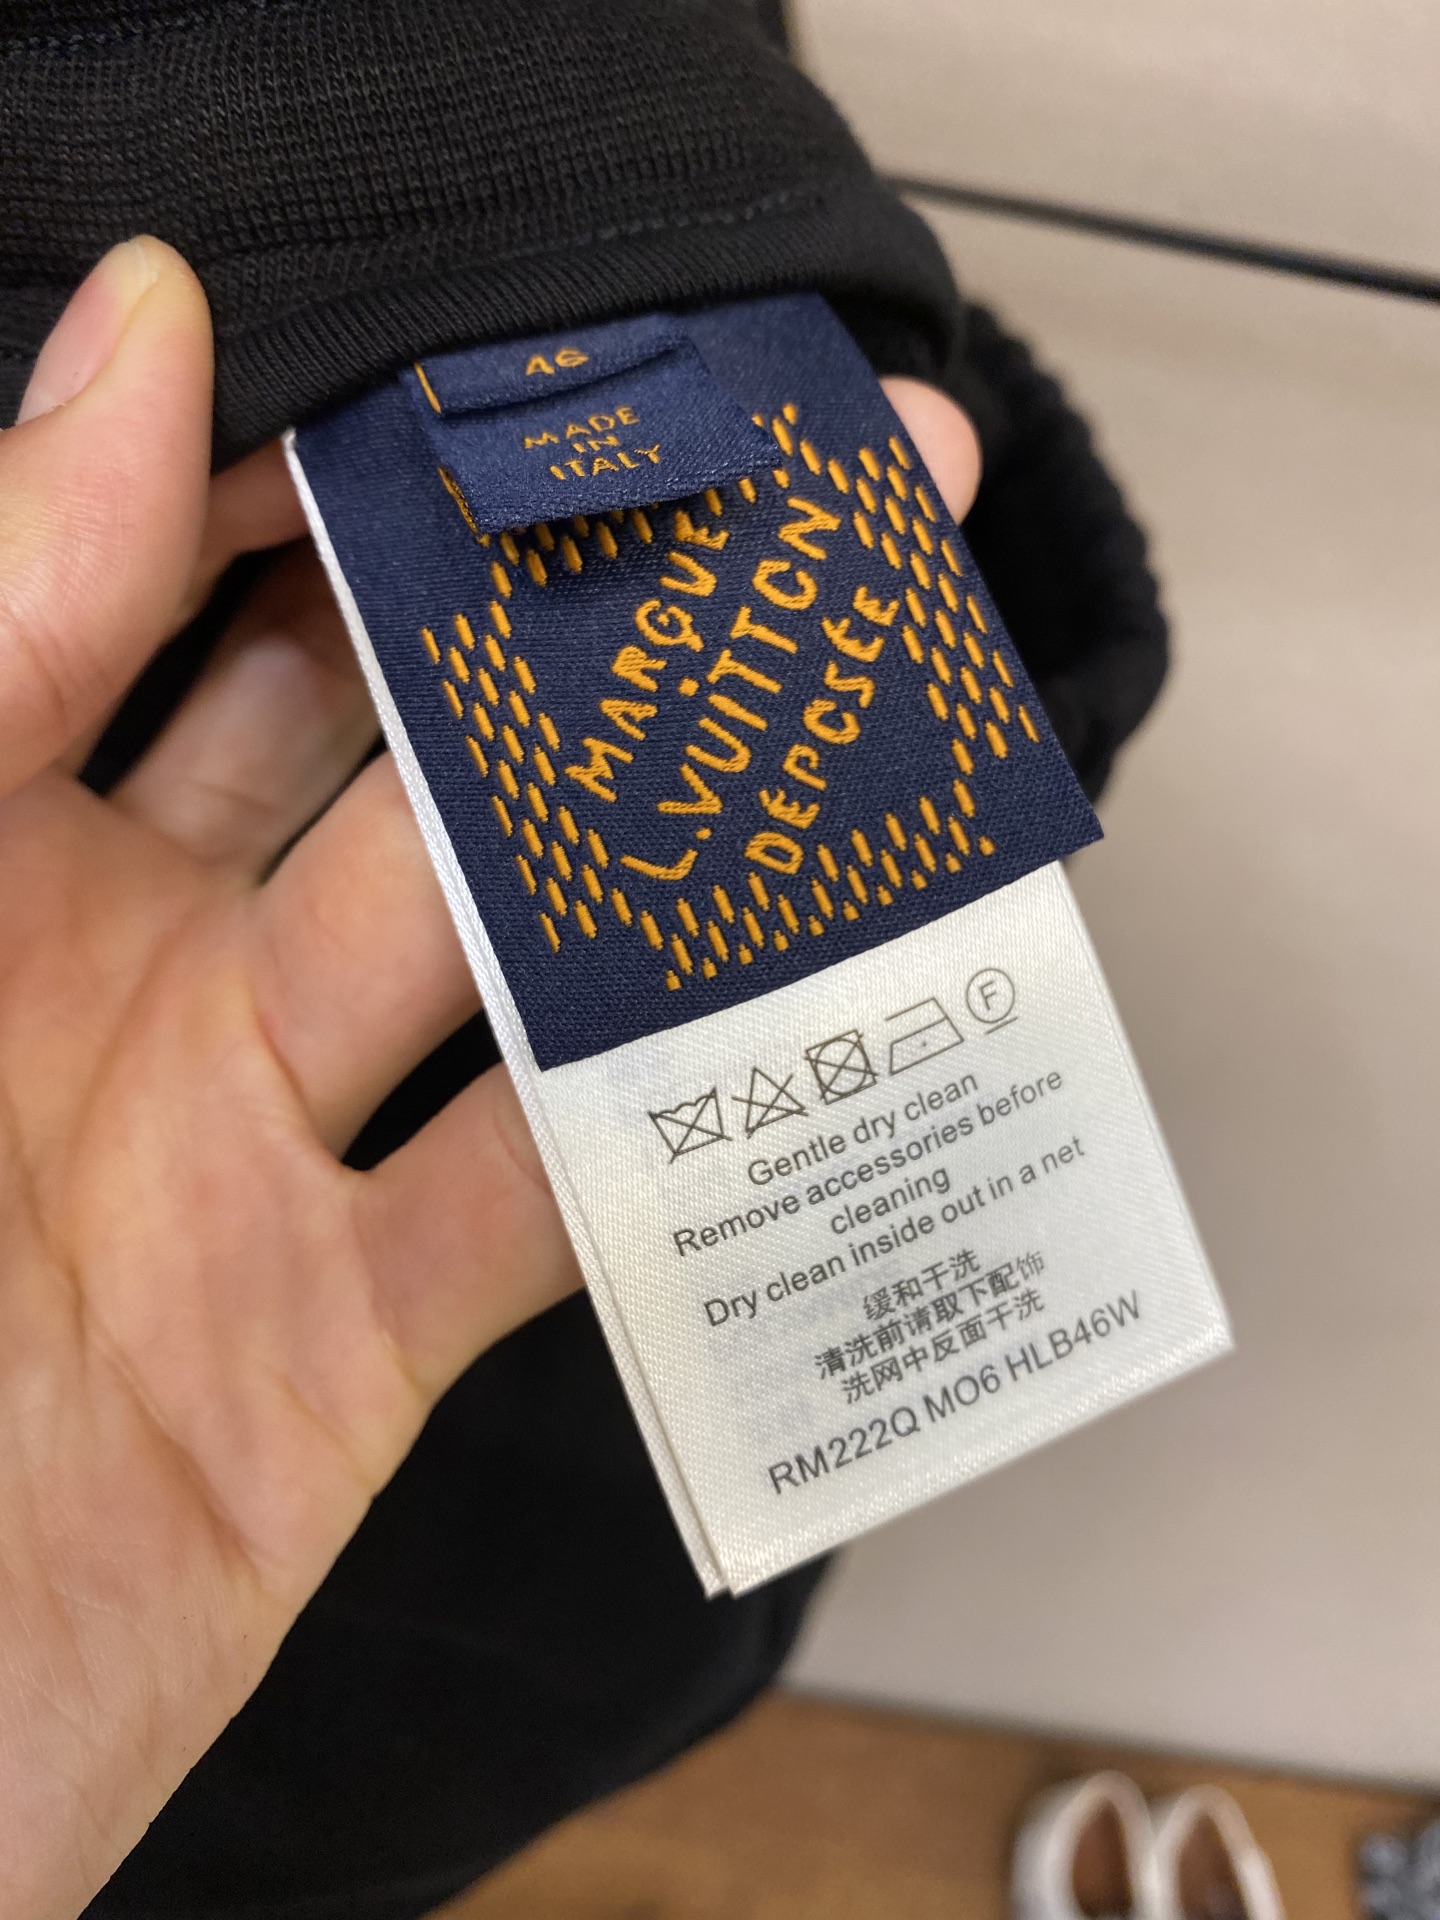 46
MADE
IN
ITALY
MARQUE
L.VUITTON
DEPOSEE
F
Gentle dry clean
Remove accessories before
cleaning
Dry clean inside out in a net
缓和干洗
清洗前请取下配饰
洗网中反面干洗
RM222Q MO6 HLB46W